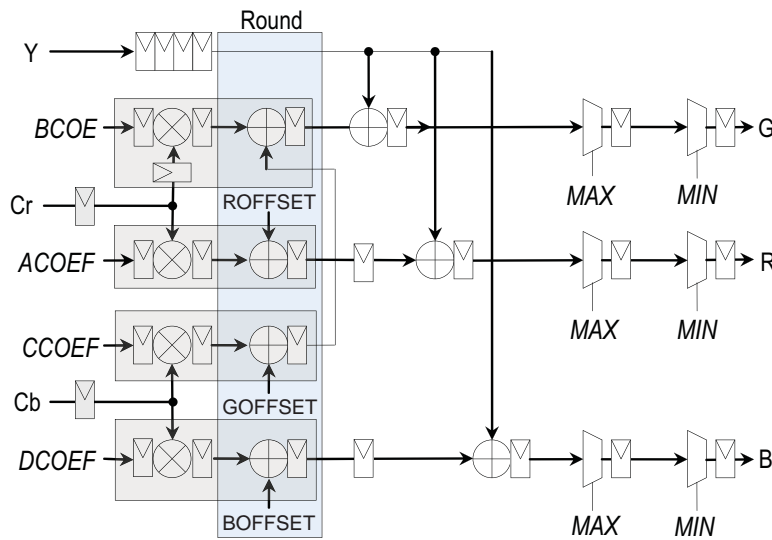 Round
Y
BCOE
G
Cr
ROFFSET
MAX
MIN
ACOEF
R
CCOEF
MAX
MIN
Cb
GOFFSET
DCOEF
B
BOFFSET
MAX
MIN